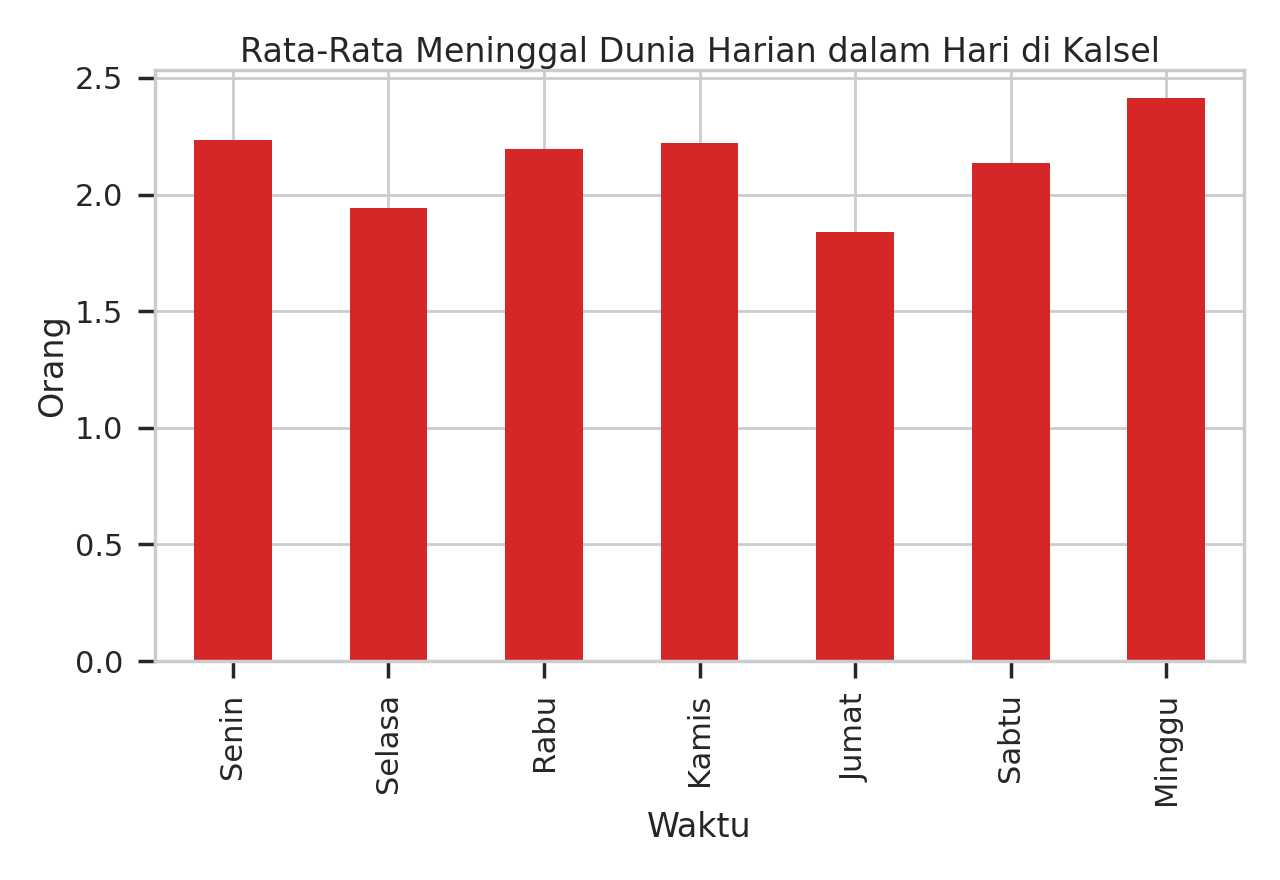 Rata-Rata Meninggal Dunia Harian dalam Hari di Kalsel
2.5
2.0
1.5
1.0
0.5
0.0
Orang
Senin
Selasa
Rabu
Kamis
Jumat
Sabtu
Minggu
Waktu